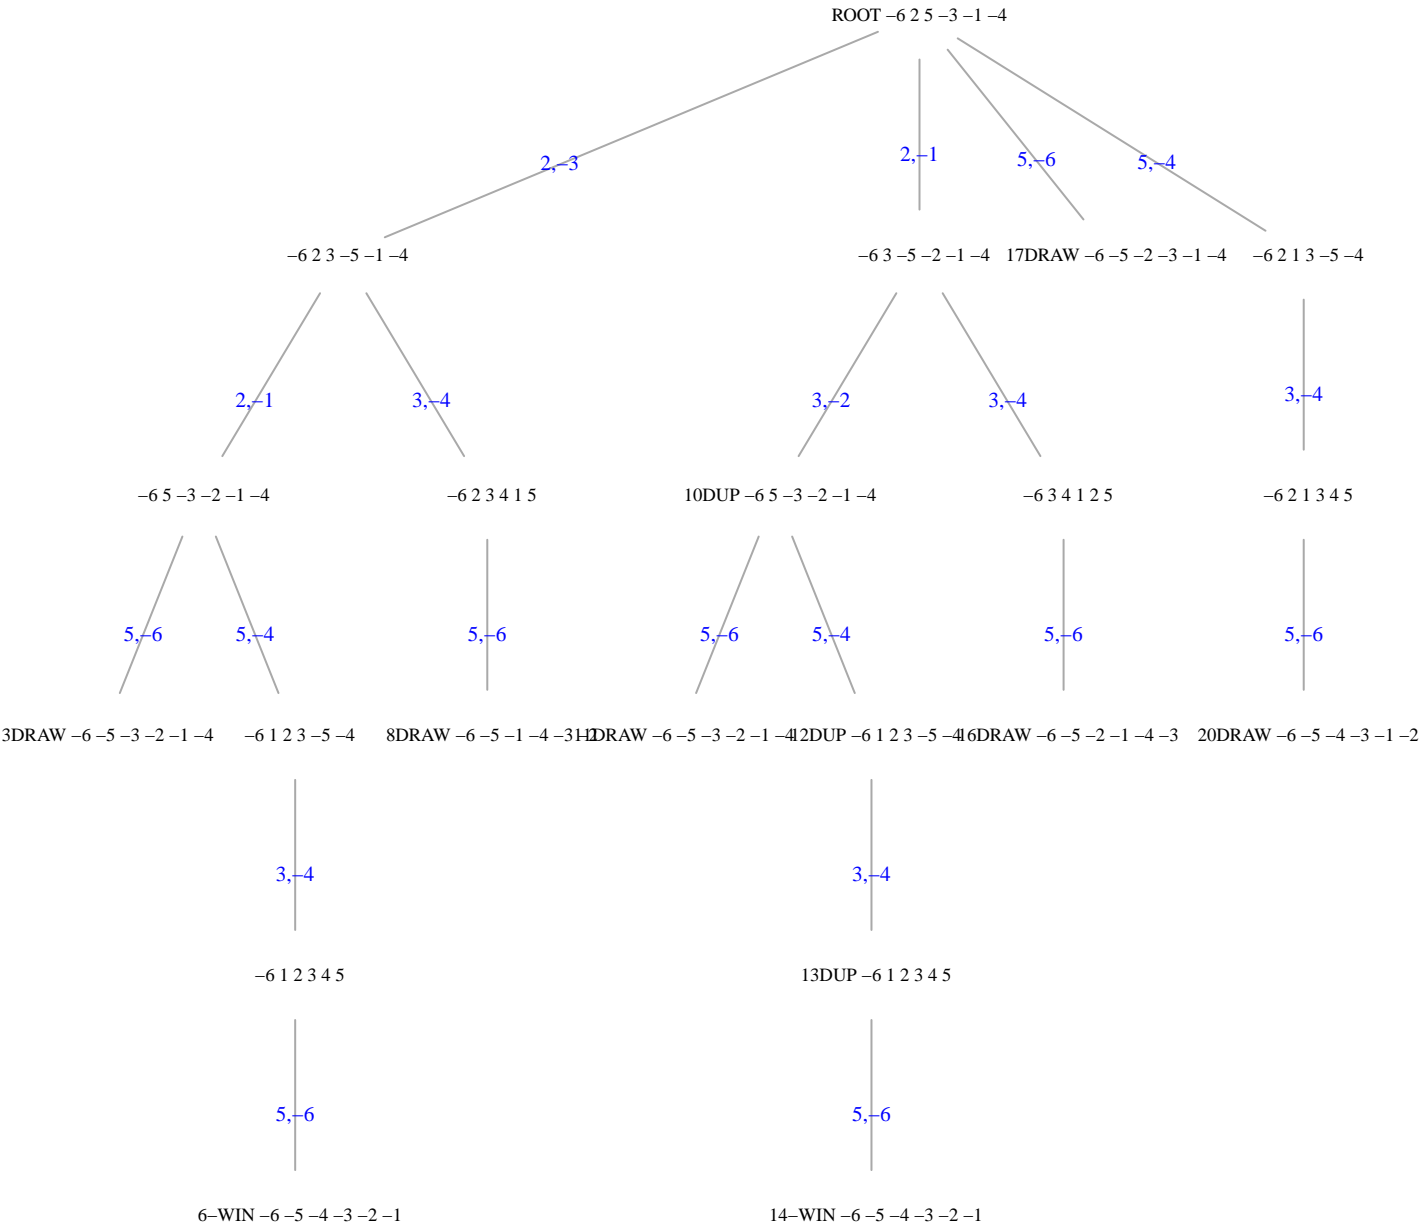 ROOT –6 2 5 –3 –1 –4
2,–3
2,–1
5,–6
5,–4
–6 2 3 –5 –1 –4
–6 3 –5 –2 –1 –4
17DRAW –6 –5 –2 –3 –1 –4
–6 2 1 3 –5 –4
2,–1
3,–4
3,–2
3,–4
3,–4
–6 5 –3 –2 –1 –4
–6 2 3 4 1 5
10DUP –6 5 –3 –2 –1 –4
–6 3 4 1 2 5
–6 2 1 3 4 5
5,–6
5,–4
5,–6
5,–6
5,–4
5,–6
5,–6
3DRAW –6 –5 –3 –2 –1 –4
–6 1 2 3 –5 –4
8DRAW –6 –5 –1 –4 –3 –2
11DRAW –6 –5 –3 –2 –1 –4
12DUP –6 1 2 3 –5 –4
16DRAW –6 –5 –2 –1 –4 –3
20DRAW –6 –5 –4 –3 –1 –2
3,–4
3,–4
–6 1 2 3 4 5
13DUP –6 1 2 3 4 5
5,–6
5,–6
6–WIN –6 –5 –4 –3 –2 –1
14–WIN –6 –5 –4 –3 –2 –1